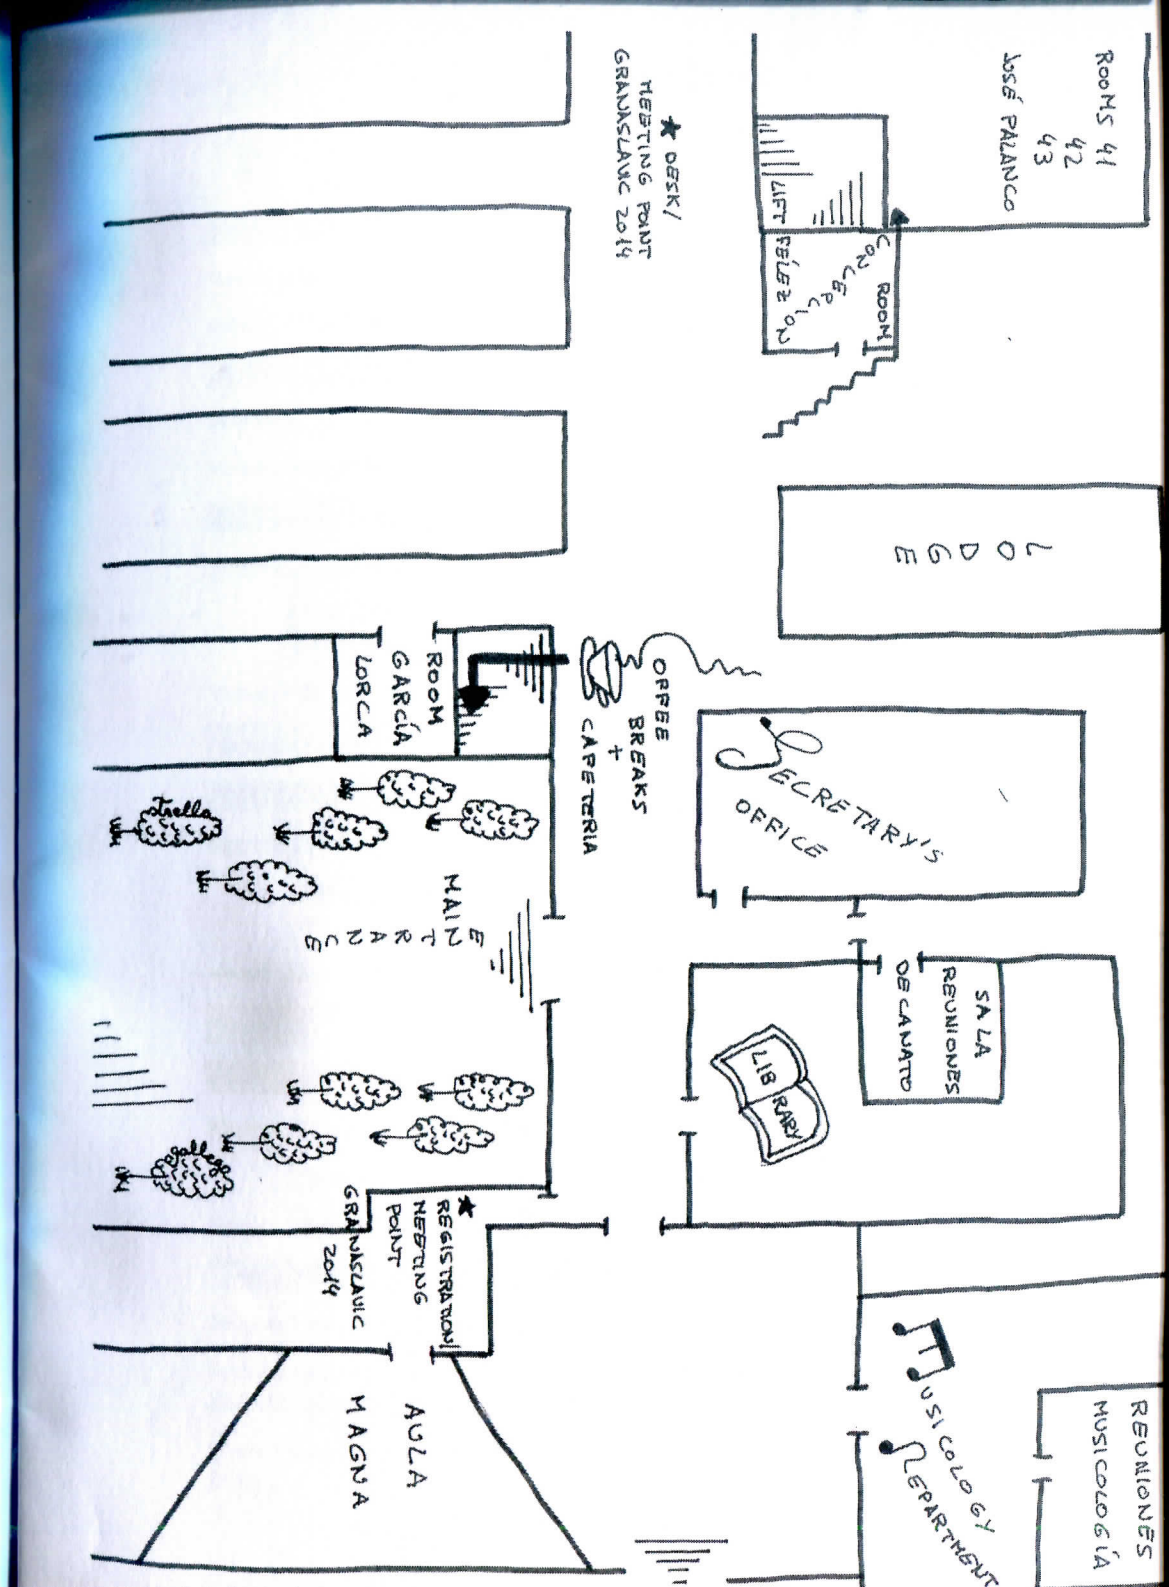 ROOMS 41
42
43
JOSÉ PALANCO
LIFT
ROOM
CONCEPCION
FÉLEZ
★ DESK/
MEETING POINT
GRANASLAVIC 2014
LODGE
COFFEE
BREAKS
+
CAFETERIA
ROOM
GARCÍA
LORCA
SECRETARY'S
OFFICE
MAIN
ENTRANCE
SALA
REUNIONES
DECANATO
LIBRARY
★
REGISTRATION/
MEETING
POINT
GRANASLAVIC
2014
AULA
MAGNA
MUSICOLOGY
DEPARTMENT
REUNIONES
MUSICOLOGÍA